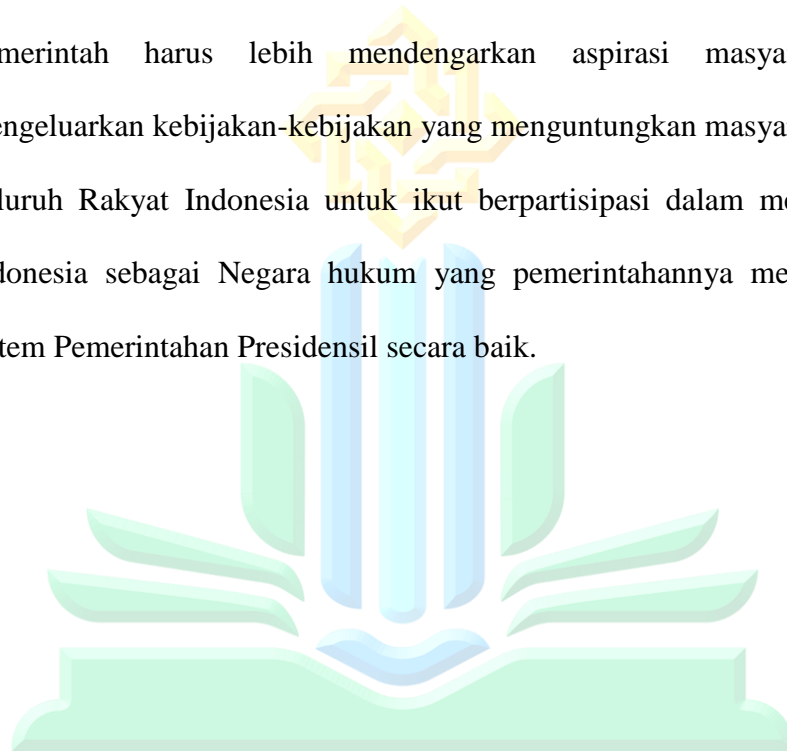 merintah harus lebih mendengarkan aspirasi masya
engeluarkan kebijakan-kebijakan yang menguntungkan masya
luruh Rakyat Indonesia untuk ikut berpartisipasi dalam me
donesia sebagai Negara hukum yang pemerintahannya me
tem Pemerintahan Presidensil secara baik.